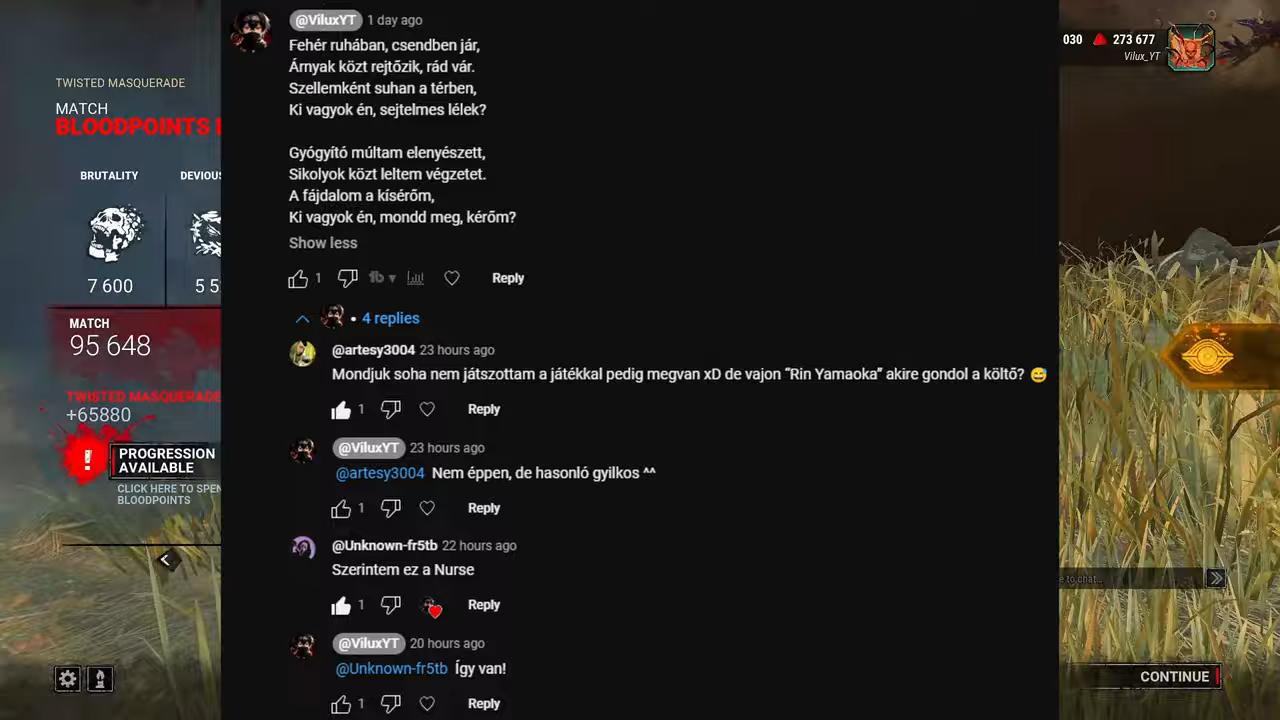 @ViluxYT 1 day ago
Fehér ruhában, csendben jár,
Árnyak közt rejtőzik, rád vár.
Szellemként suhan a térben,
Ki vagyok én, sejtelmes lélek?
Gyógyító múltam elenyészett,
Sikolyok közt leltem végzetet.
A fájdalom a kísérőm,
Ki vagyok én, mondd meg, kérőm?
Show less
1 Reply
4 replies
@artesy3004 23 hours ago
Mondjuk soha nem játszottam a játékkal pedig megvan xD de vajon “Rin Yamaoka” akire gondol a költő? 😅
1 Reply
@ViluxYT 23 hours ago
@artesy3004 Nem éppen, de hasonló gyilkos ^^
1 Reply
@Unknown-fr5tb 22 hours ago
Szerintem ez a Nurse
1 Reply
@ViluxYT 20 hours ago
@Unknown-fr5tb Így van!
1 Reply
TWISTED MASQUERADE
MATCH
BLOODPOINTS
BRUTALITY
7 600
MATCH
95 648
TWISTED MASQUERADE
+65880
PROGRESSION
AVAILABLE
CLICK HERE TO
BLOODPOINTS
030 273 677
Vilux_YT
CONTINUE